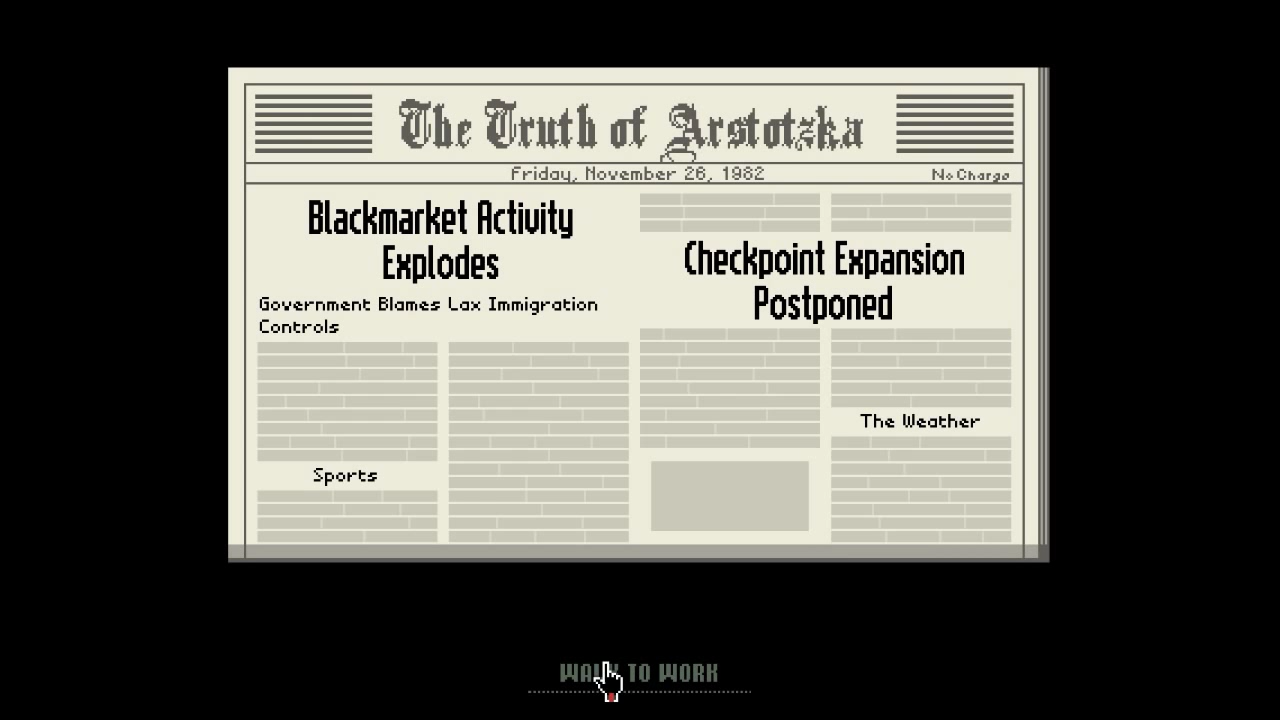 The Truth of Arstotzka
Friday, November 26, 1982
No Charge
Blackmarket Activity
Explodes
Government Blames Lax Immigration
Controls
Sports
Checkpoint Expansion
Postponed
The Weather
WALK TO WORK